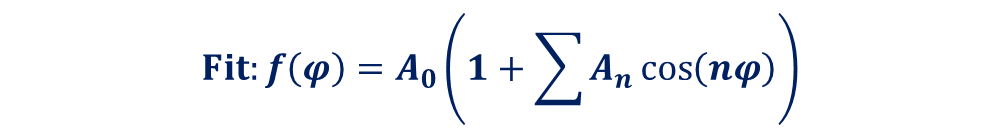 Fit: f(φ) = A₀(1 + ∑ Aₙ cos(nφ))